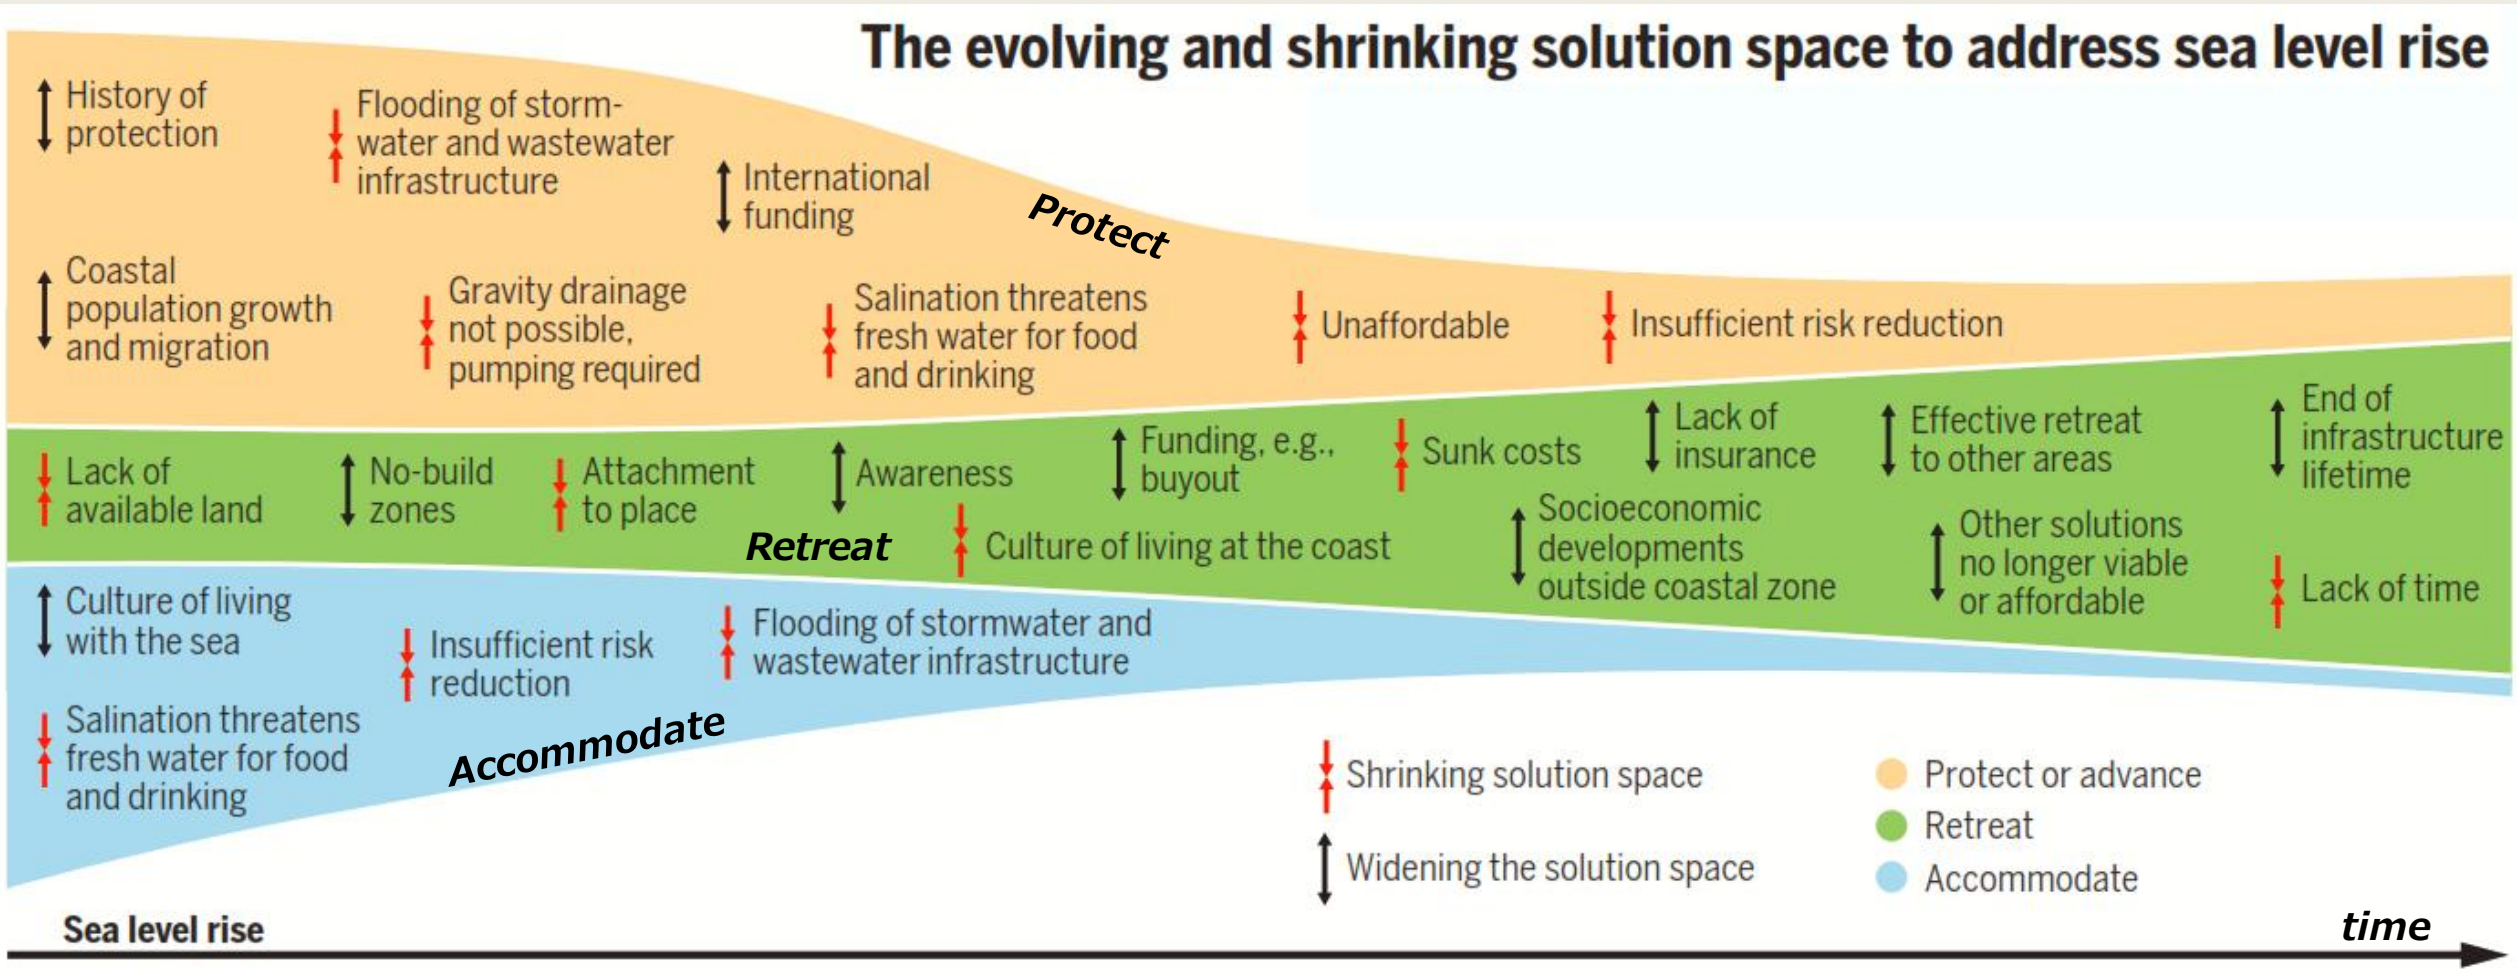 The evolving and shrinking solution space to address sea level rise
History of
protection
Flooding of storm-
water and wastewater
infrastructure
International
funding
Protect
Coastal
population growth
and migration
Gravity drainage
not possible,
pumping required
Salination threatens
fresh water for food
and drinking
Unaffordable
Insufficient risk reduction
Lack of
available land
No-build
zones
Attachment
to place
Awareness
Retreat
Culture of living at the coast
Funding, e.g.,
buyout
Sunk costs
Socioeconomic
developments
outside coastal zone
Lack of
insurance
Effective retreat
to other areas
Other solutions
no longer viable
or affordable
End of
infrastructure
lifetime
Lack of time
Culture of living
with the sea
Salination threatens
fresh water for food
and drinking
Insufficient risk
reduction
Flooding of stormwater and
wastewater infrastructure
Accommodate
Shrinking solution space
Widening the solution space
Protect or advance
Retreat
Accommodate
Sea level rise
time